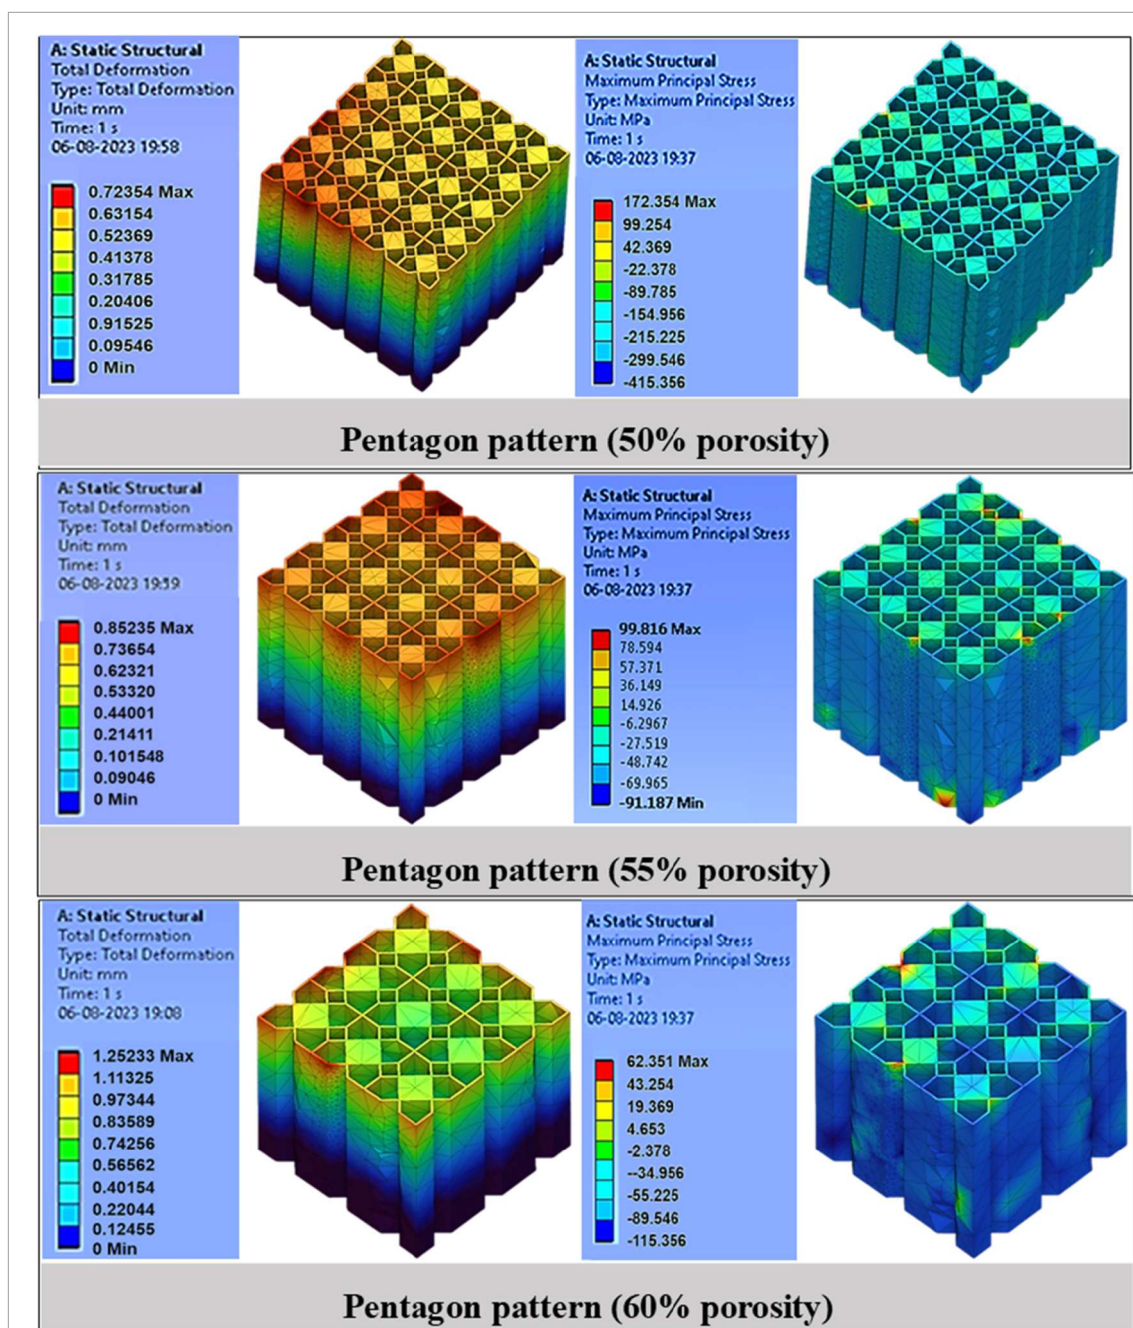 A: Static Structural
Total Deformation
Type: Total Deformation
Unit: mm
Time: 1 s
06-08-2023 19:58
0.72354 Max
0.63154
0.52369
0.41378
0.31785
0.20406
0.91525
0.09546
0 Min
A: Static Structural
Maximum Principal Stress
Type: Maximum Principal Stress
Unit: MPa
Time: 1 s
06-08-2023 19:37
172.354 Max
99.254
42.369
-22.378
-89.785
-154.956
-215.225
-299.546
-415.356
Pentagon pattern (50% porosity)
A: Static Structural
Total Deformation
Type: Total Deformation
Unit: mm
Time: 1 s
06-08-2023 19:39
0.85235 Max
0.73654
0.62321
0.53320
0.44001
0.21411
0.101548
0.09046
0 Min
A: Static Structural
Maximum Principal Stress
Type: Maximum Principal Stress
Unit: MPa
Time: 1 s
06-08-2023 19:37
99.816 Max
78.594
57.371
36.149
14.926
-6.2967
-27.519
-48.742
-69.965
-91.187 Min
Pentagon pattern (55% porosity)
A: Static Structural
Total Deformation
Type: Total Deformation
Unit: mm
Time: 1 s
06-08-2023 19:08
1.25233 Max
1.11325
0.97344
0.83589
0.74256
0.56562
0.40154
0.22044
0.12455
0 Min
A: Static Structural
Maximum Principal Stress
Type: Maximum Principal Stress
Unit: MPa
Time: 1 s
06-08-2023 19:37
62.351 Max
43.254
19.369
4.653
-2.378
--34.956
-55.225
-89.546
-115.356
Pentagon pattern (60% porosity)